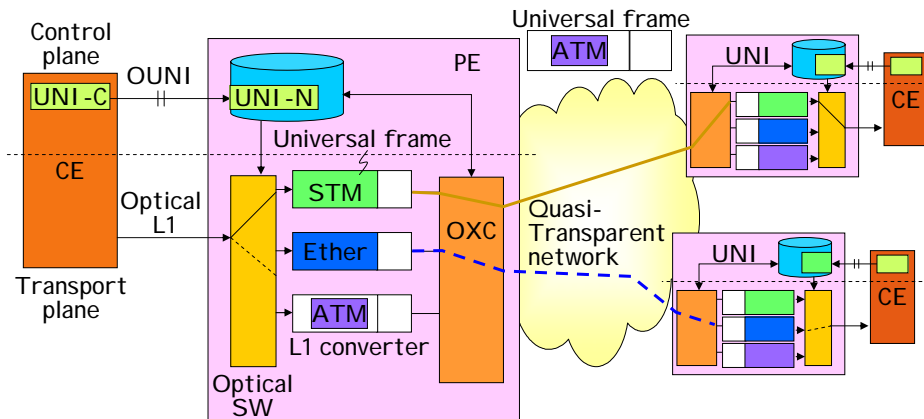 Control
plane
OUNI
UNI-C
UNI-N
PE
Universal frame
ATM
Universal frame
CE
Optical
L1
STM
Ether
ATM
L1 converter
OXC
Transport
plane
Optical
SW
Quasi-
Transparent
network
UNI
CE
UNI
CE